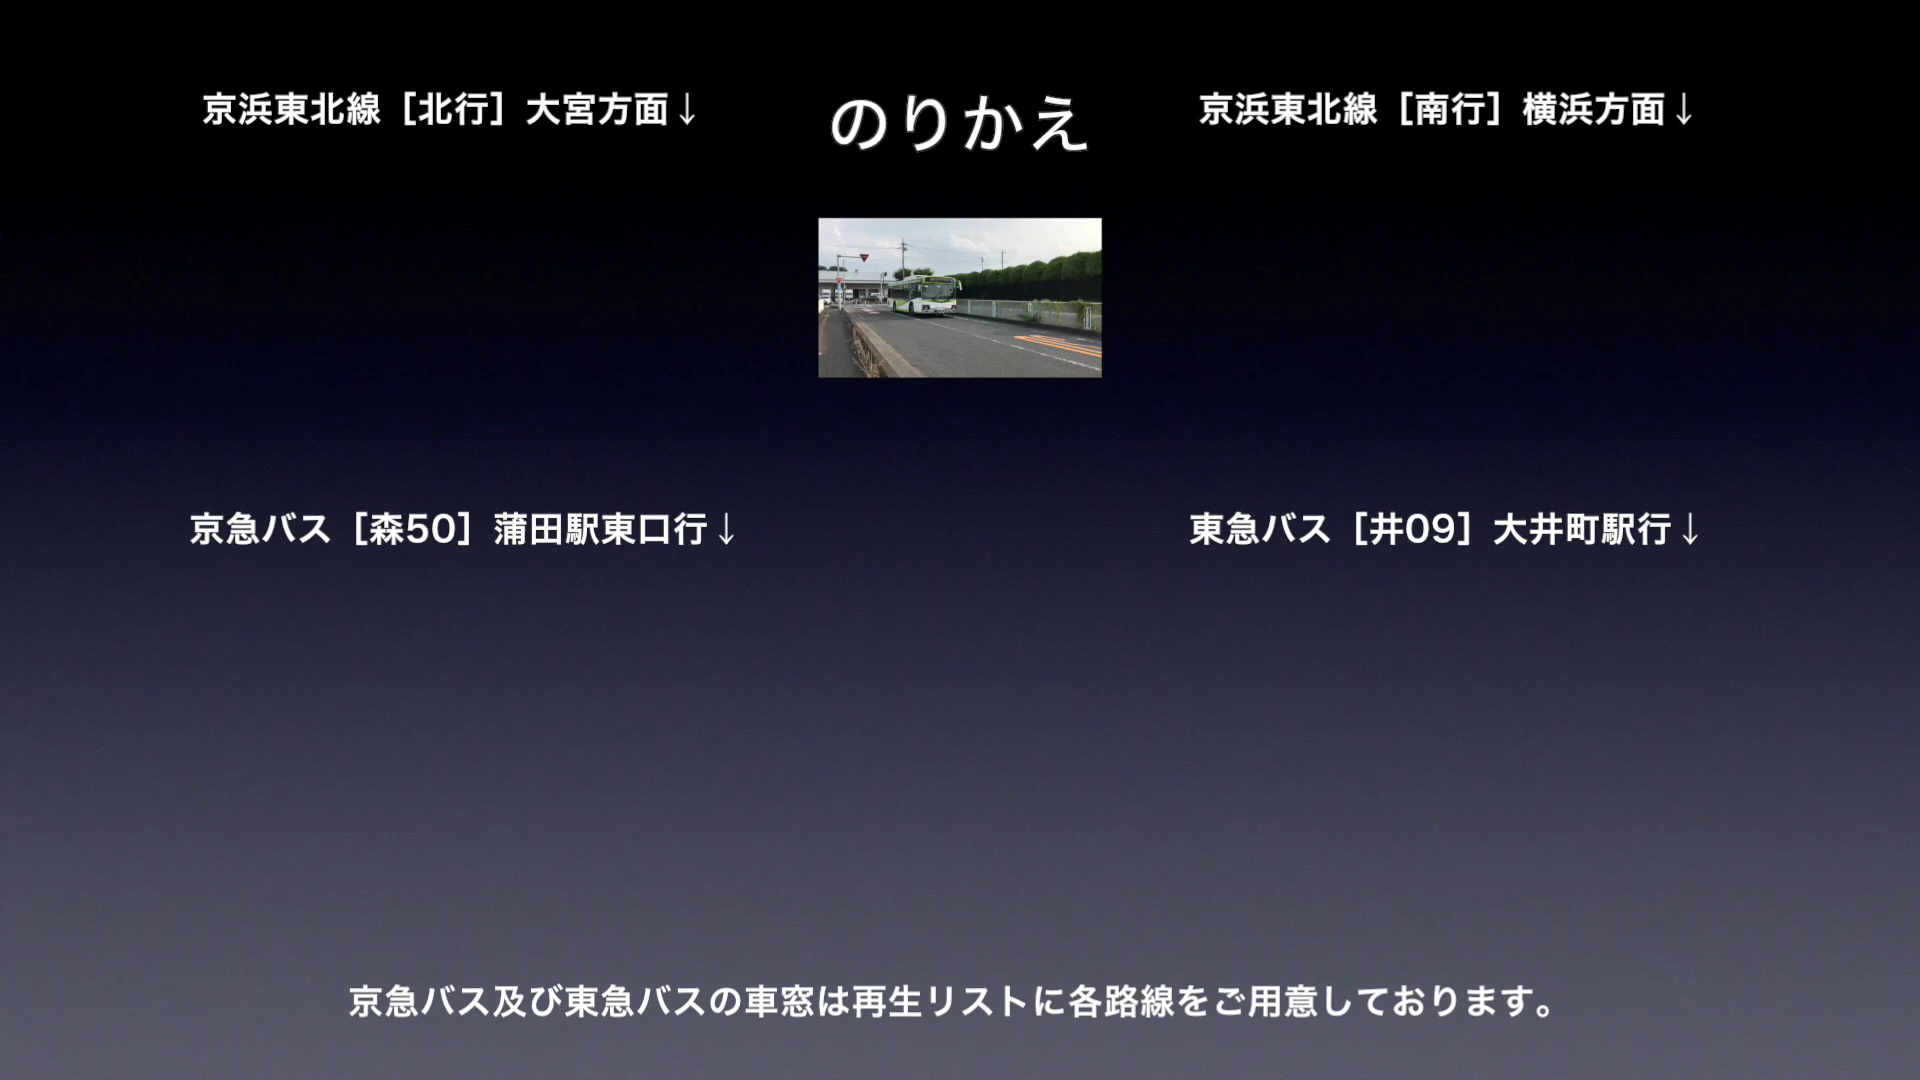 京浜東北線［北行］大宮方面↓
のりかえ
京浜東北線［南行］横浜方面↓
京急バス［森50］蒲田駅東口行↓
東急バス［井09］大井町駅行↓
京急バス及び東急バスの車窓は再生リストに各路線をご用意しております。